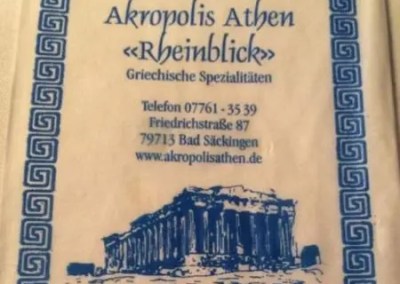 Akropolis Athen
«Rheinblick»
Griechische Spezialitäten
Telefon 07761 - 35 39
Friedrichstraße 87
79713 Bad Säckingen
www.akropolisathen.de